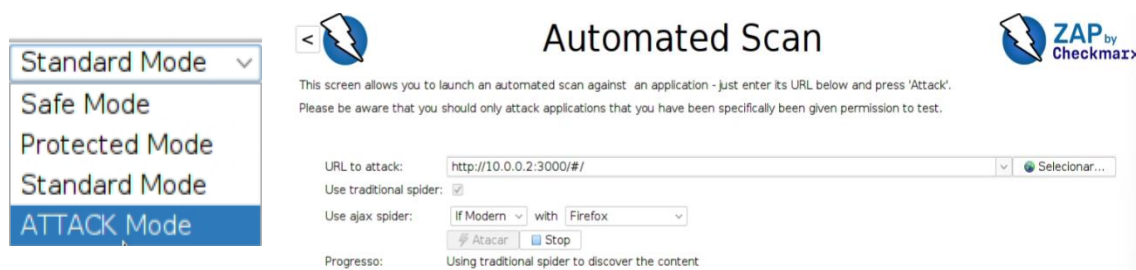 Standard Mode
Safe Mode
Protected Mode
Standard Mode
ATTACK Mode
<
Automated Scan
ZAP by
Checkmarx
This screen allows you to launch an automated scan against an application - just enter its URL below and press 'Attack'.
Please be aware that you should only attack applications that you have been specifically been given permission to test.
URL to attack: http://10.0.0.2:3000/#/ Selecionar...
Use traditional spider:
Use ajax spider: If Modern with Firefox
Atacar Stop
Progresso: Using traditional spider to discover the content